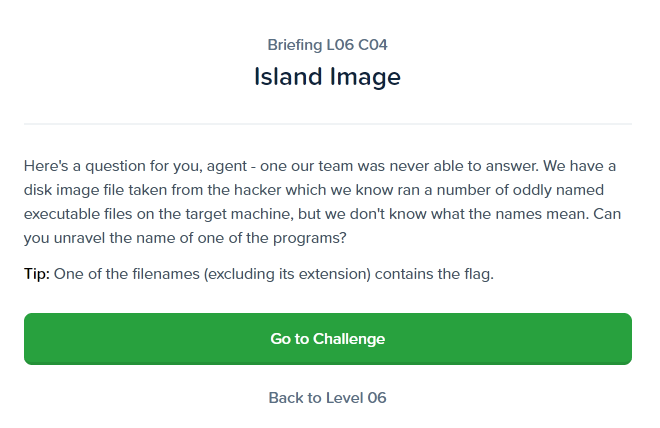 Briefing L06 C04
Island Image
Here's a question for you, agent - one our team was never able to answer. We have a
disk image file taken from the hacker which we know ran a number of oddly named
executable files on the target machine, but we don't know what the names mean. Can
you unravel the name of one of the programs?
Tip: One of the filenames (excluding its extension) contains the flag.
Go to Challenge
Back to Level 06